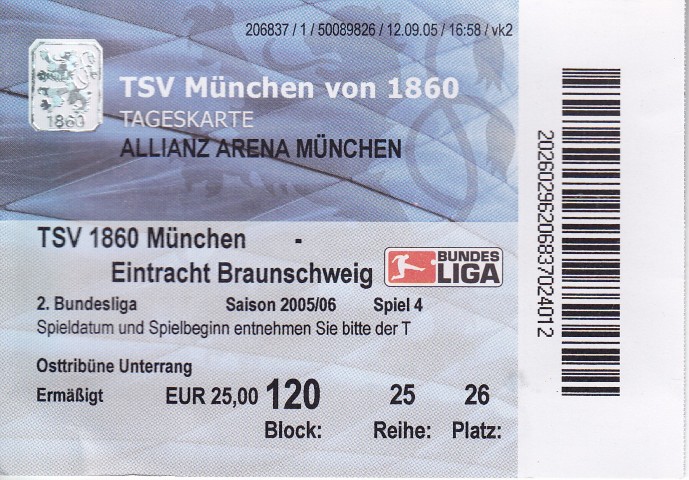 206837 / 1 / 50089826 / 12.09.05 / 16:58 / vk2
1860
TSV München von 1860
TAGESKARTE
ALLIANZ ARENA MÜNCHEN
TSV 1860 München -
Eintracht Braunschweig
BUNDES
LIGA
2. Bundesliga Saison 2005/06 Spiel 4
Spieldatum und Spielbeginn entnehmen Sie bitte der T
Osttribüne Unterrang
Ermäßigt EUR 25,00 120 25 26
Block: Reihe: Platz:
2026029620683702401​2